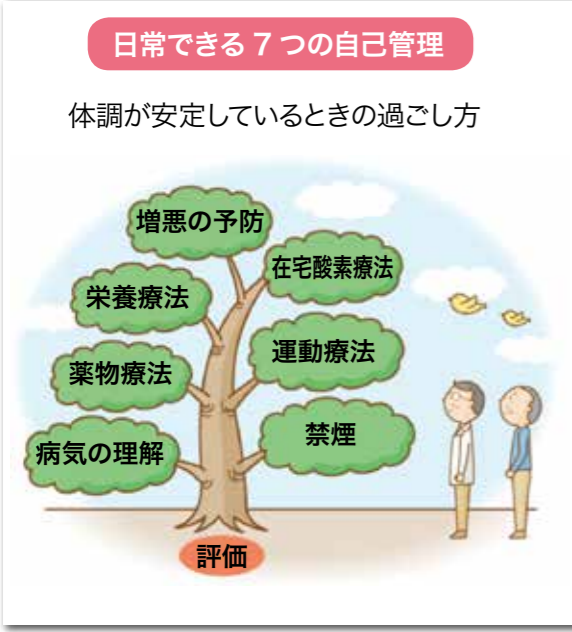 日常できる７つの自己管理
体調が安定しているときの過ごし方
増悪の予防
在宅酸素療法
栄養療法
運動療法
薬物療法
禁煙
病気の理解
評価